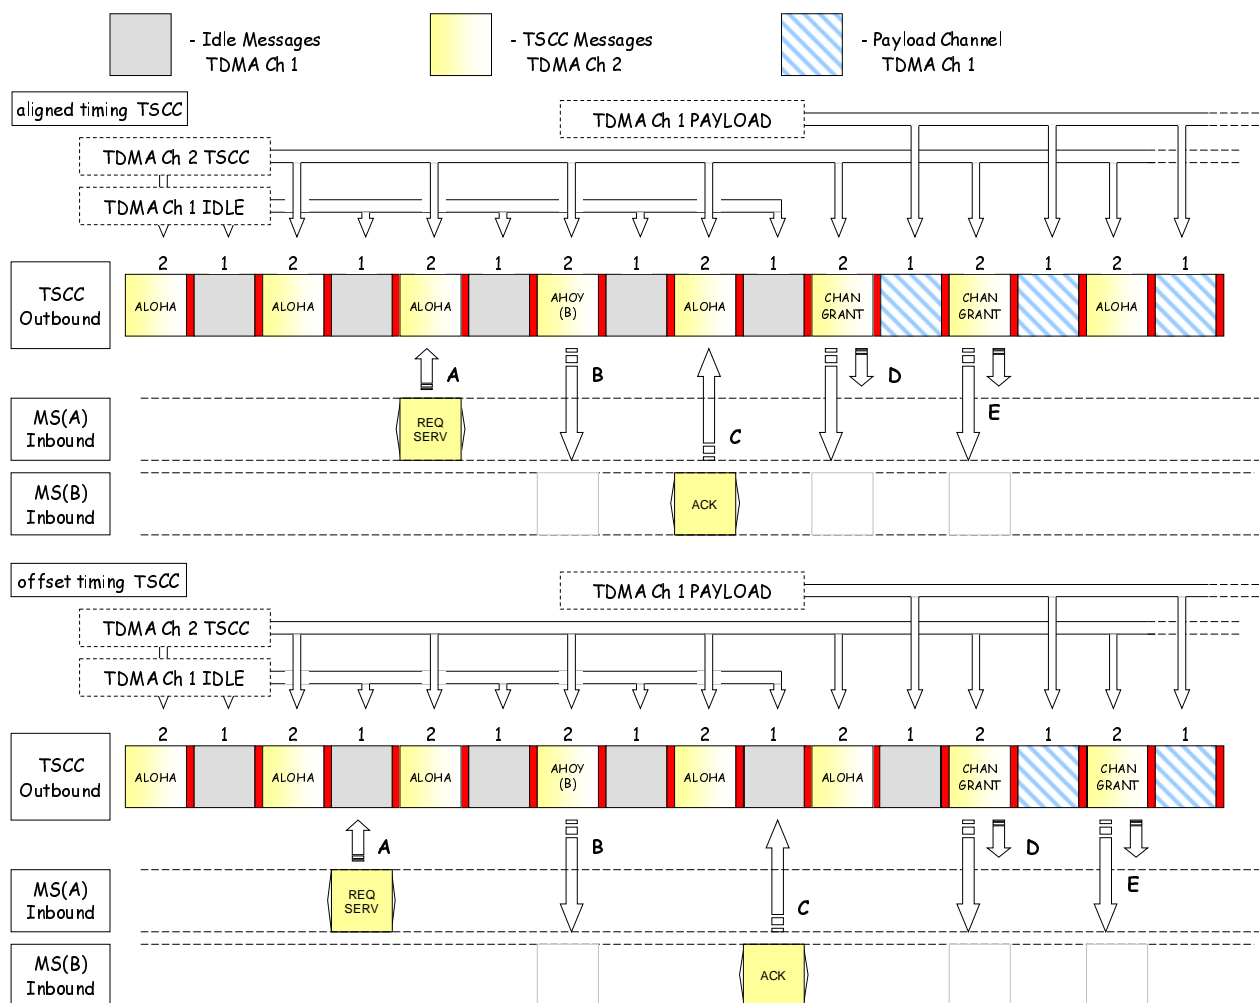 - Idle Messages
TDMA Ch 1
- TSCC Messages
TDMA Ch 2
- Payload Channel
TDMA Ch 1
aligned timing TSCC
TDMA Ch 1 PAYLOAD
TDMA Ch 2 TSCC
TDMA Ch 1 IDLE
2 1 2 1 2 1 2 1 2 1 2 1 2 1 2 1
TSCC
Outbound
ALOHA
ALOHA
ALOHA
AHOY
(B)
ALOHA
CHAN
GRANT
CHAN
GRANT
ALOHA
A
B
C
D
E
MS(A)
Inbound
REQ
SERV
MS(B)
Inbound
ACK
offset timing TSCC
TDMA Ch 1 PAYLOAD
TDMA Ch 2 TSCC
TDMA Ch 1 IDLE
2 1 2 1 2 1 2 1 2 1 2 1 2 1 2 1
TSCC
Outbound
ALOHA
ALOHA
ALOHA
AHOY
(B)
ALOHA
ALOHA
CHAN
GRANT
CHAN
GRANT
A
B
C
D
E
MS(A)
Inbound
REQ
SERV
MS(B)
Inbound
ACK